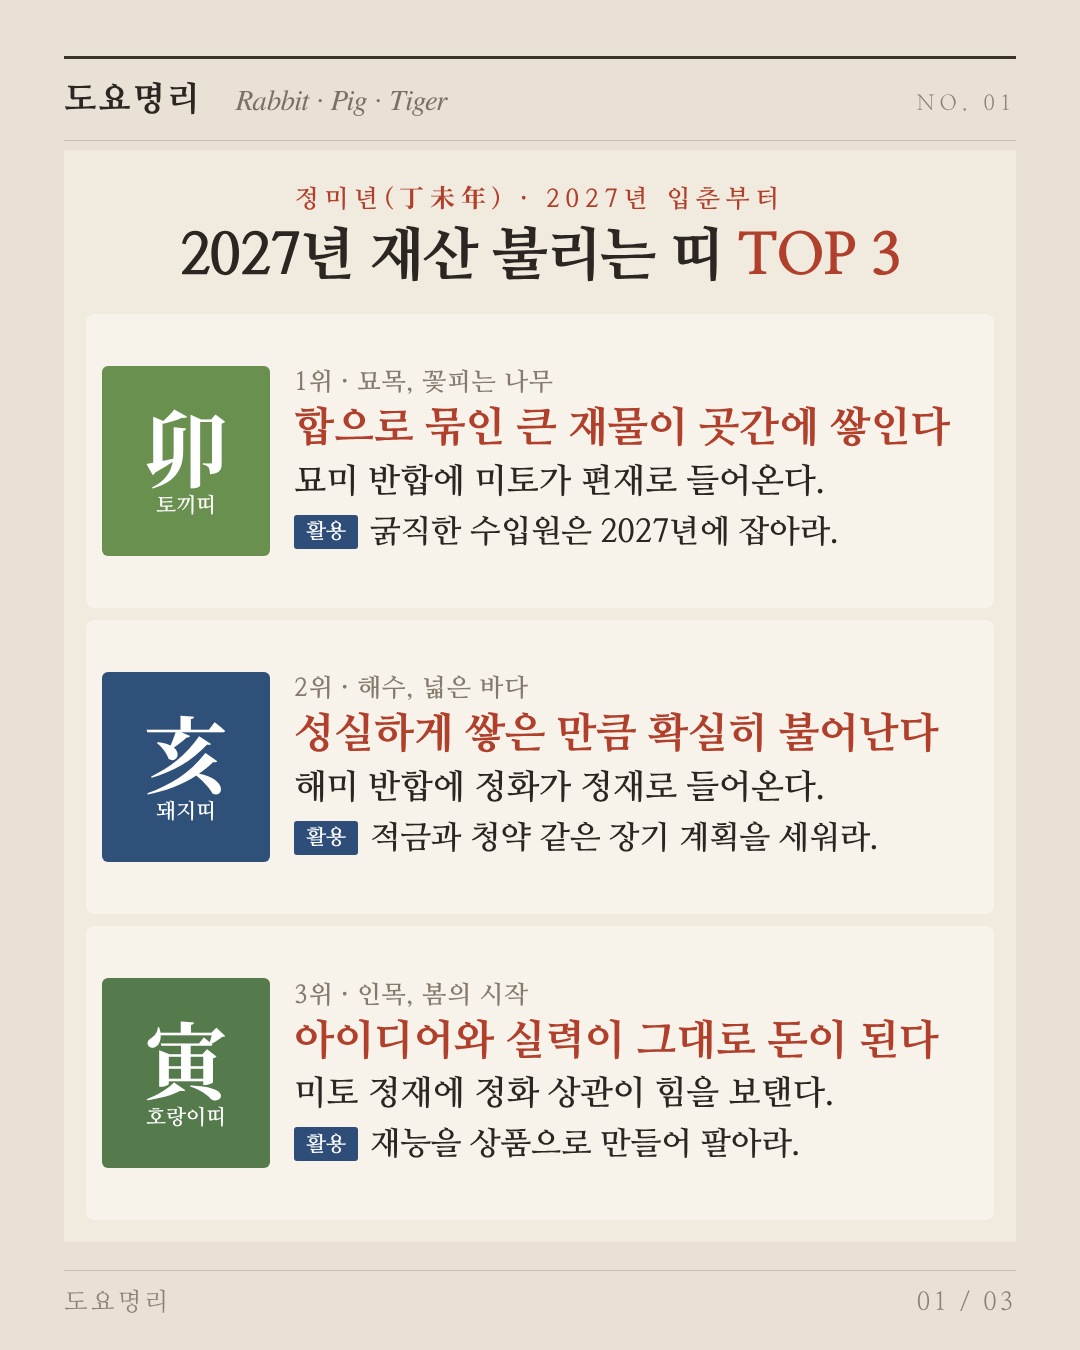 도요명리 Rabbit · Pig · Tiger NO. 01
정미년(丁未年) · 2027년 입춘부터
2027년 재산 불리는 띠 TOP 3
卯
토끼띠
1위 · 묘목, 꽃피는 나무
합으로 묶인 큰 재물이 곳간에 쌓인다
묘미 반합에 미토가 편재로 들어온다.
활용 굵직한 수입원은 2027년에 잡아라.
亥
돼지띠
2위 · 해수, 넓은 바다
성실하게 쌓은 만큼 확실히 불어난다
해미 반합에 정화가 정재로 들어온다.
활용 적금과 청약 같은 장기 계획을 세워라.
寅
호랑이띠
3위 · 인목, 봄의 시작
아이디어와 실력이 그대로 돈이 된다
미토 정재에 정화 상관이 힘을 보탠다.
활용 재능을 상품으로 만들어 팔아라.
도요명리 01 / 03